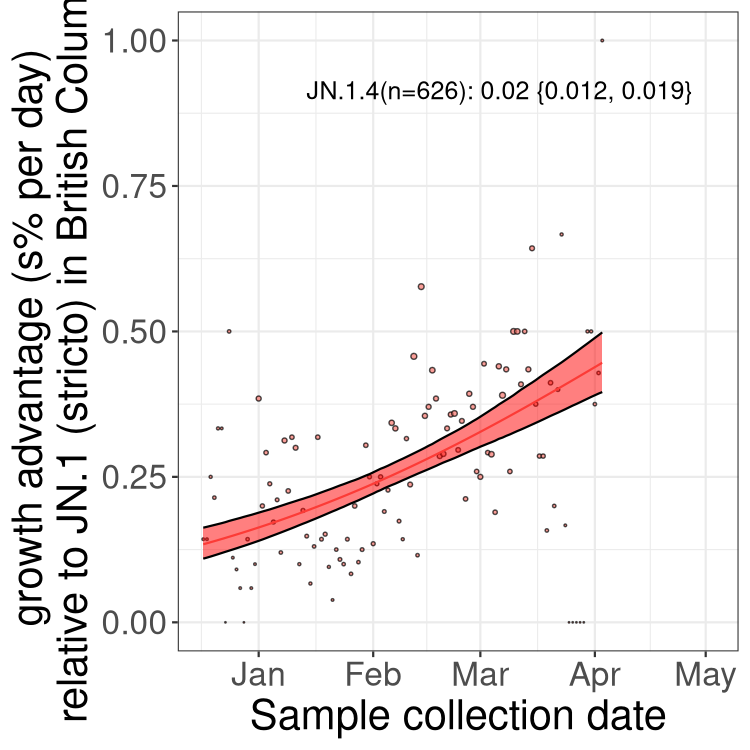 growth advantage (s% per day)
relative to JN.1 (stricto) in British Colum
1.00
0.75
0.50
0.25
0.00
JN.1.4(n=626): 0.02 {0.012, 0.019}
Jan Feb Mar Apr May
Sample collection date